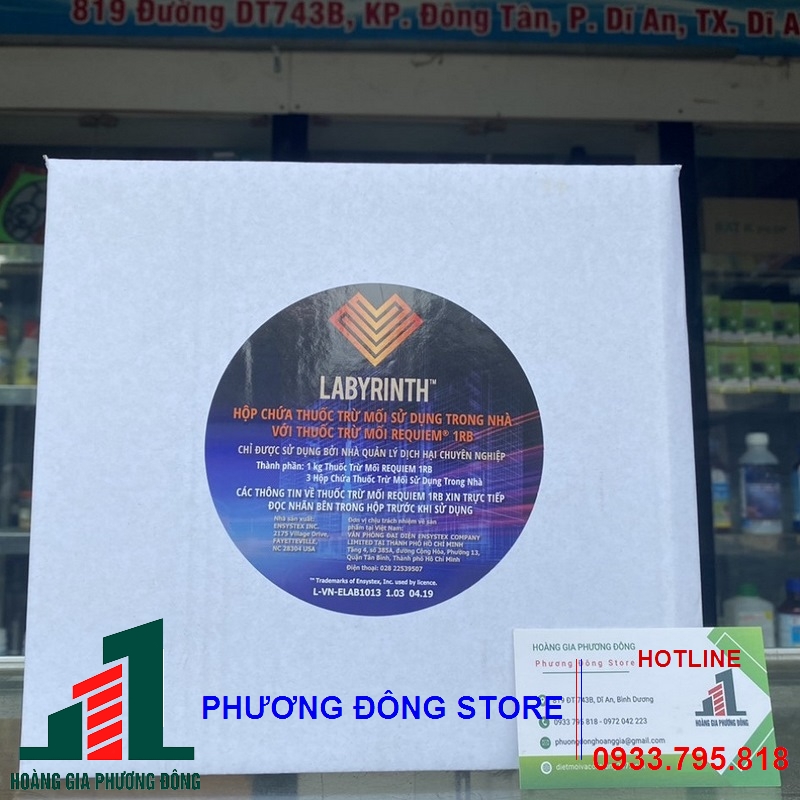 819 Đường DT743B, KP. Đông Tân, P. Dĩ An, TX. Dĩ A
LABYRINTH™
HỘP CHỨA THUỐC TRỪ MỐI SỬ DỤNG TRONG NHÀ
VỚI THUỐC TRỪ MỐI REQUIEM® 1RB
CHỈ ĐƯỢC SỬ DỤNG BỞI NHÀ QUẢN LÝ DỊCH HẠI CHUYÊN NGHIỆP
Thành phần: 1 kg Thuốc Trừ Mối REQUIEM 1RB
3 Hộp Chứa Thuốc Trừ Mối Sử Dụng Trong Nhà
CÁC THÔNG TIN VỀ THUỐC TRỪ MỐI REQUIEM 1RB XIN TRỰC TIẾP
ĐỌC NHÃN BÊN TRONG HỘP TRƯỚC KHI SỬ DỤNG
Nhà sản xuất:
ENSYSTEX INC.
2175 Village Drive,
FAYETTEVILLE,
NC 28304 USA
Đơn vị chịu trách nhiệm về sản
phẩm tại Việt Nam:
VĂN PHÒNG ĐẠI DIỆN ENSYSTEX COMPANY
LIMITED TẠI THÀNH PHỐ HỒ CHÍ MINH
Tầng 4, số 385A, đường Cộng Hòa, Phường 13,
Quận Tân Bình, Thành phố Hồ Chí Minh
Điện thoại: 028 22539507
™ Trademarks of Ensystex, Inc. used by licence.
L-VN-ELAB1013 1.03 04.19
HOÀNG GIA PHƯƠNG ĐÔNG
PHƯƠNG ĐÔNG STORE
HOÀNG GIA PHƯƠNG ĐÔNG
Phương Đông Store
HOTLINE
819 ĐT 743B, Dĩ An, Bình Dương
0933 795 818 - 0972 042 223
phuongdonghoanggia@gmail.com
HOÀNG GIA PHƯƠNG ĐÔNG
0933.795.818